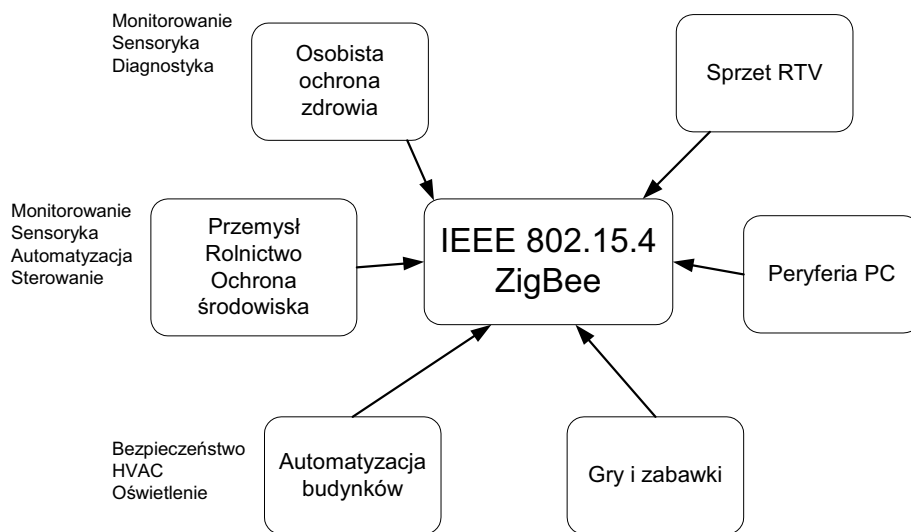 Monitorowanie
Sensoryka
Diagnostyka
Osobista
ochrona
zdrowia
Sprzet RTV
Monitorowanie
Sensoryka
Automatyzacja
Sterowanie
Przemysł
Rolnictwo
Ochrona
środowiska
IEEE 802.15.4
ZigBee
Peryferia PC
Bezpieczeństwo
HVAC
Oświetlenie
Automatyzacja
budynków
Gry i zabawki